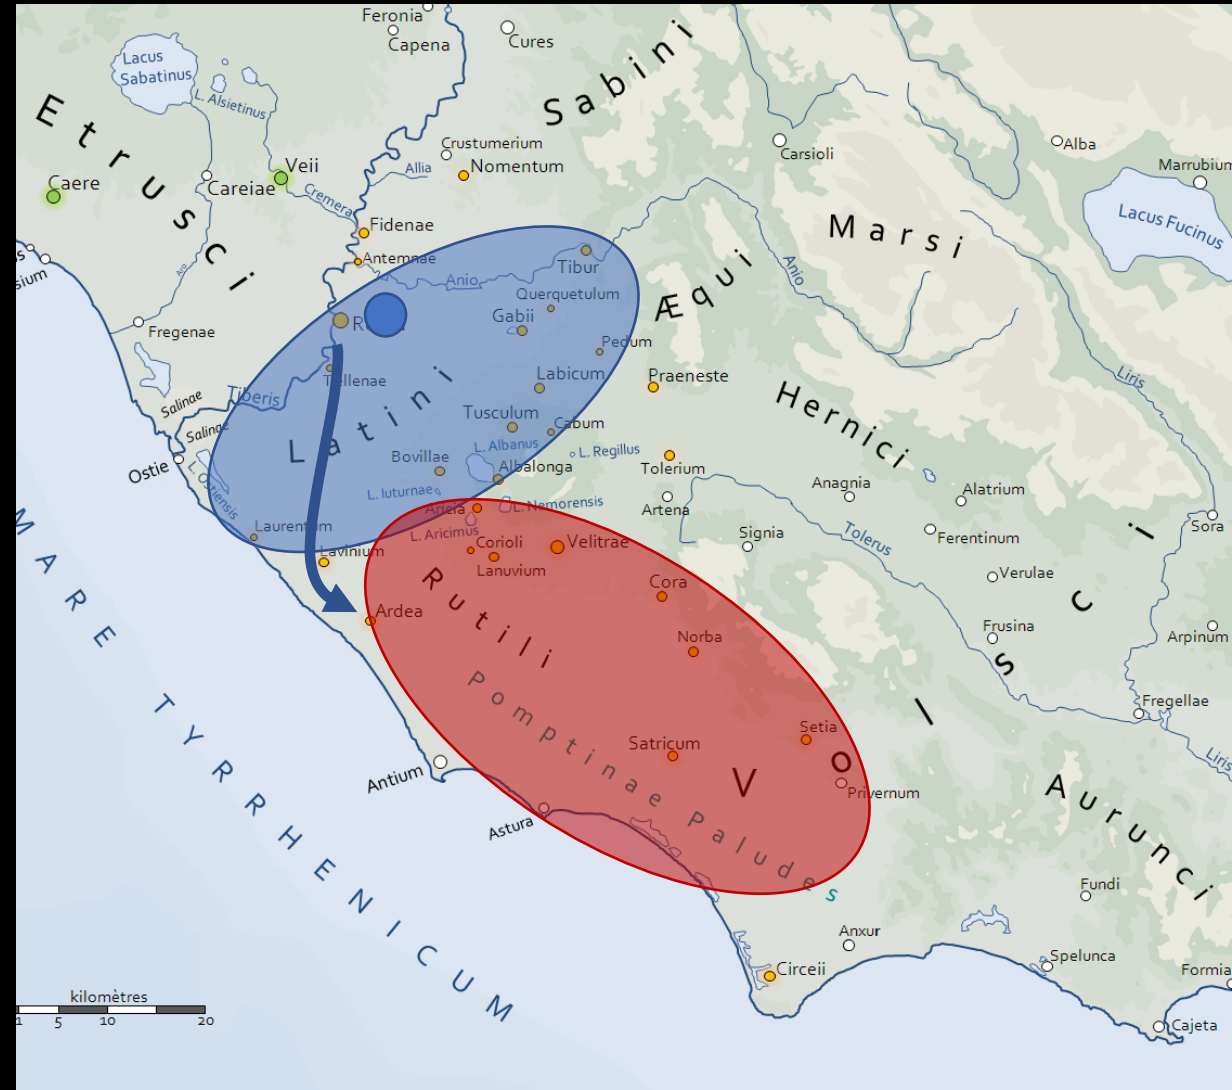 Feronia
Capena
Cures
Lacus
Sabatinus
L. Alsietinus
Sabini
Etrusci
Crustumerium
Nomentum
Allia
Carsioli
Alba
Marrubium
Lacus Fucinus
Caere
Careiae
Veii
Cremera
Fidenae
Antemnae
Anio
Tibur
Marsi
Anio
sium
Fregenae
Querquetulum
Gabii
Æqui
Pedum
Tellenae
Labicum
Praeneste
Liris
Salinae
Salinae
Tiberis
Latini
Tusculum
Cabum
Hernici
L. Albanus
L. Regillus
Ostie
L. Ostiensis
Bovillae
Albalonga
Tolerium
L. Iuturnae
Anagnia
Alatrium
Aricia
L. Nemorensis
Artena
Sora
Laurentum
L. Aricimus
Signia
Tolerus
Ferentinum
Lavinium
Corioli
Velitrae
Lanuvium
Verulae
Cora
Rutili
Ardea
Norba
Frusina
Arpinum
Volsci
Pomptinae Paludes
Fregellae
Setia
Satricum
Liris
Antium
Privernum
Astura
Aurunci
Fundi
MARE TYRRHENICUM
Anxur
Spelunca
Circeii
Formia
kilomètres
1 5 10 20
Cajeta